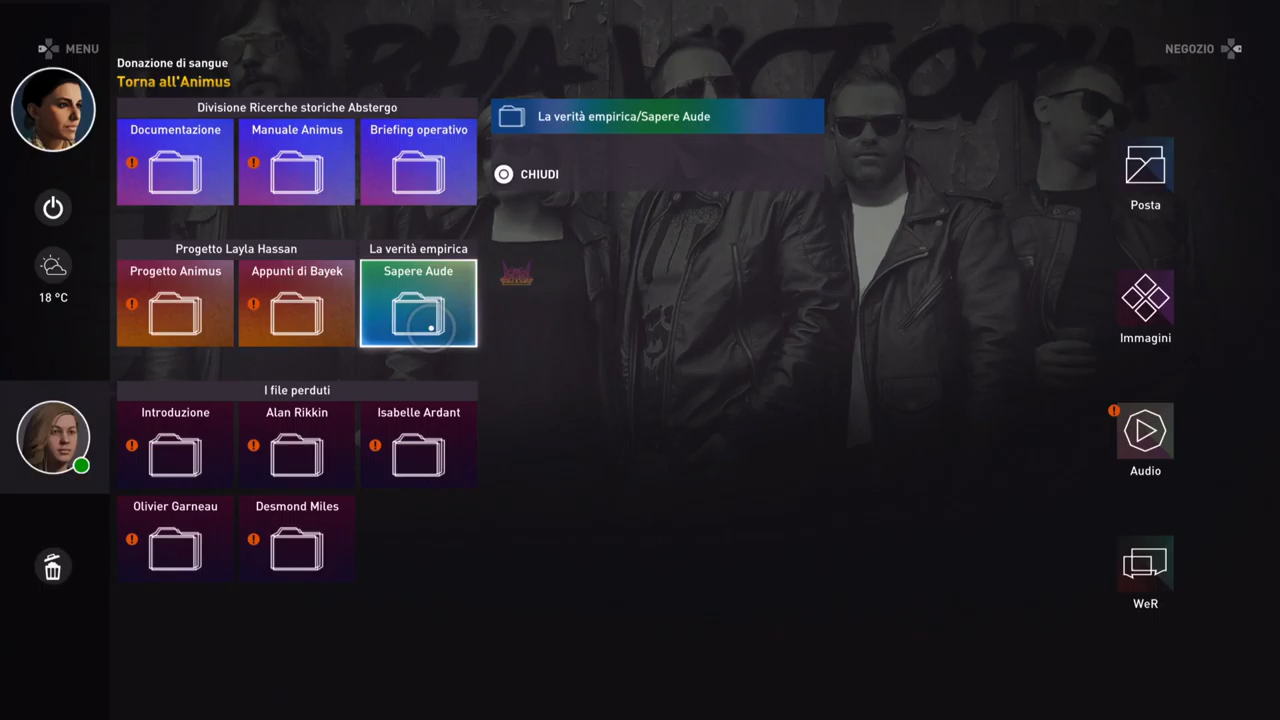 MENU
NEGOZIO
Donazione di sangue
Torna all'Animus
Divisione Ricerche storiche Abstergo
Documentazione
Manuale Animus
Briefing operativo
La verità empirica/Sapere Aude
CHIUDI
Progetto Layla Hassan
La verità empirica
Progetto Animus
Appunti di Bayek
Sapere Aude
18 °C
I file perduti
Introduzione
Alan Rikkin
Isabelle Ardant
Olivier Garneau
Desmond Miles
Posta
Immagini
Audio
WeR